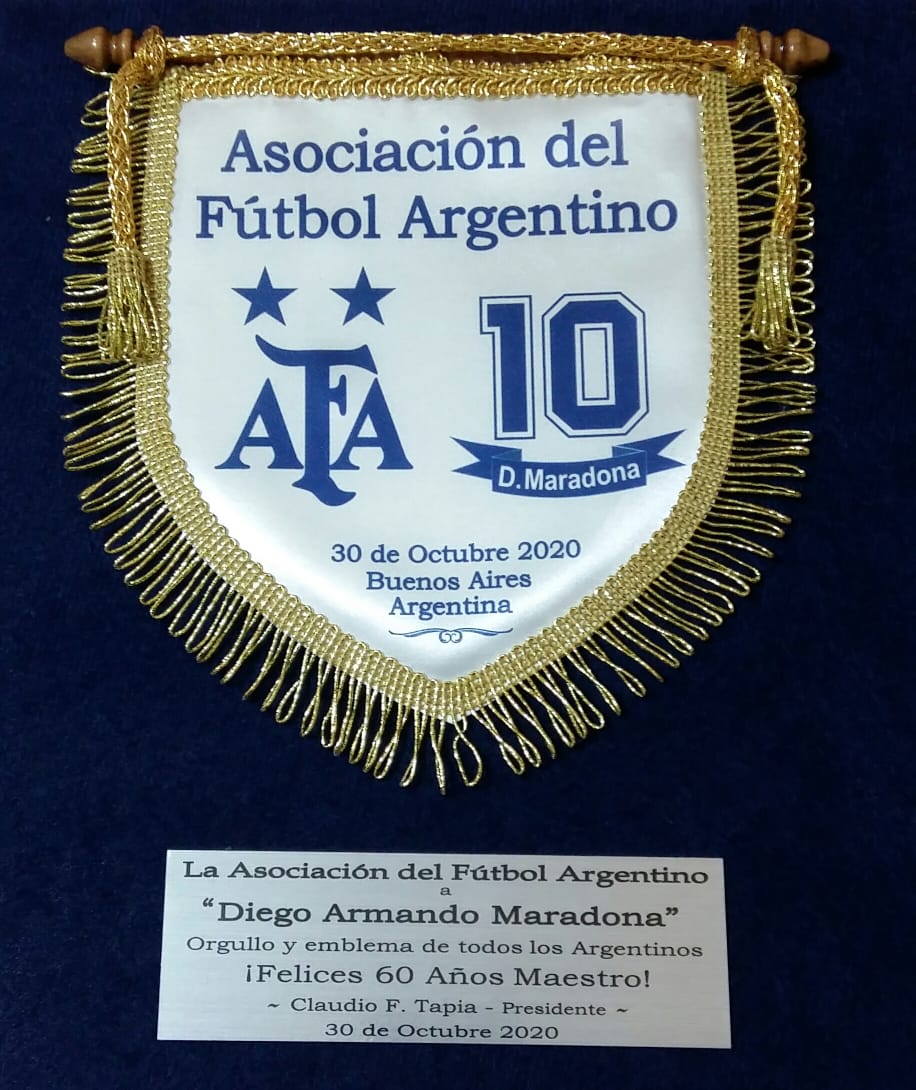 Asociación del
Fútbol Argentino
AFA
10
D. Maradona
30 de Octubre 2020
Buenos Aires
Argentina
La Asociación del Fútbol Argentino
a
“Diego Armando Maradona”
Orgullo y emblema de todos los Argentinos
¡Felices 60 Años Maestro!
~ Claudio F. Tapia - Presidente ~
30 de Octubre 2020